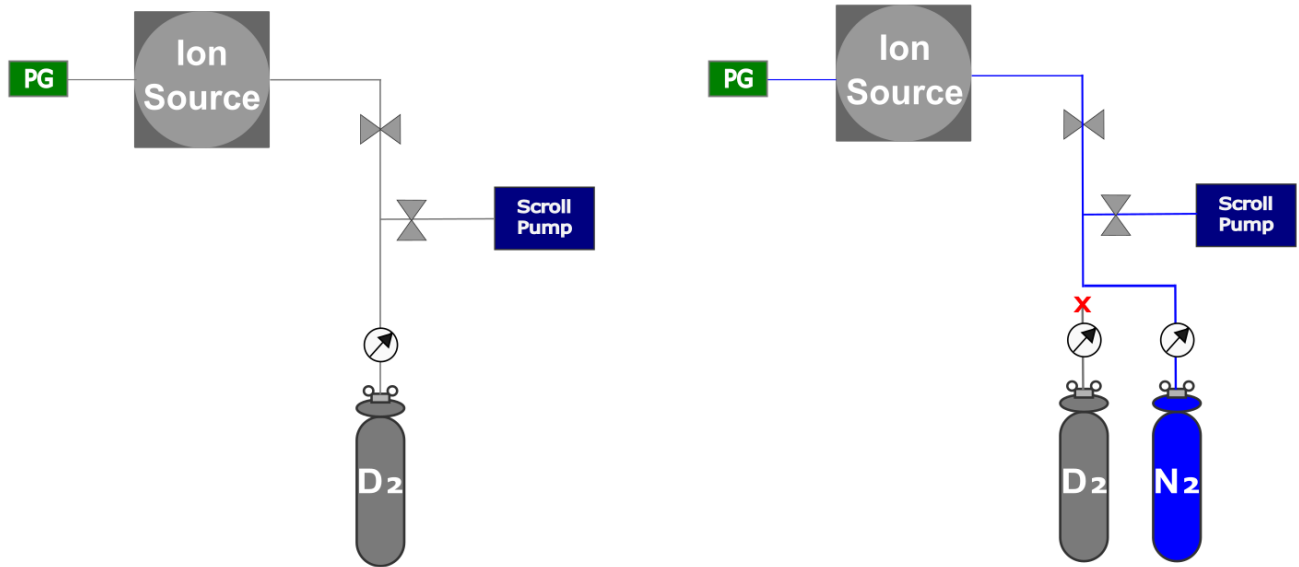 PG
Ion
Source
Scroll
Pump
D₂
PG
Ion
Source
Scroll
Pump
x
D₂
N₂